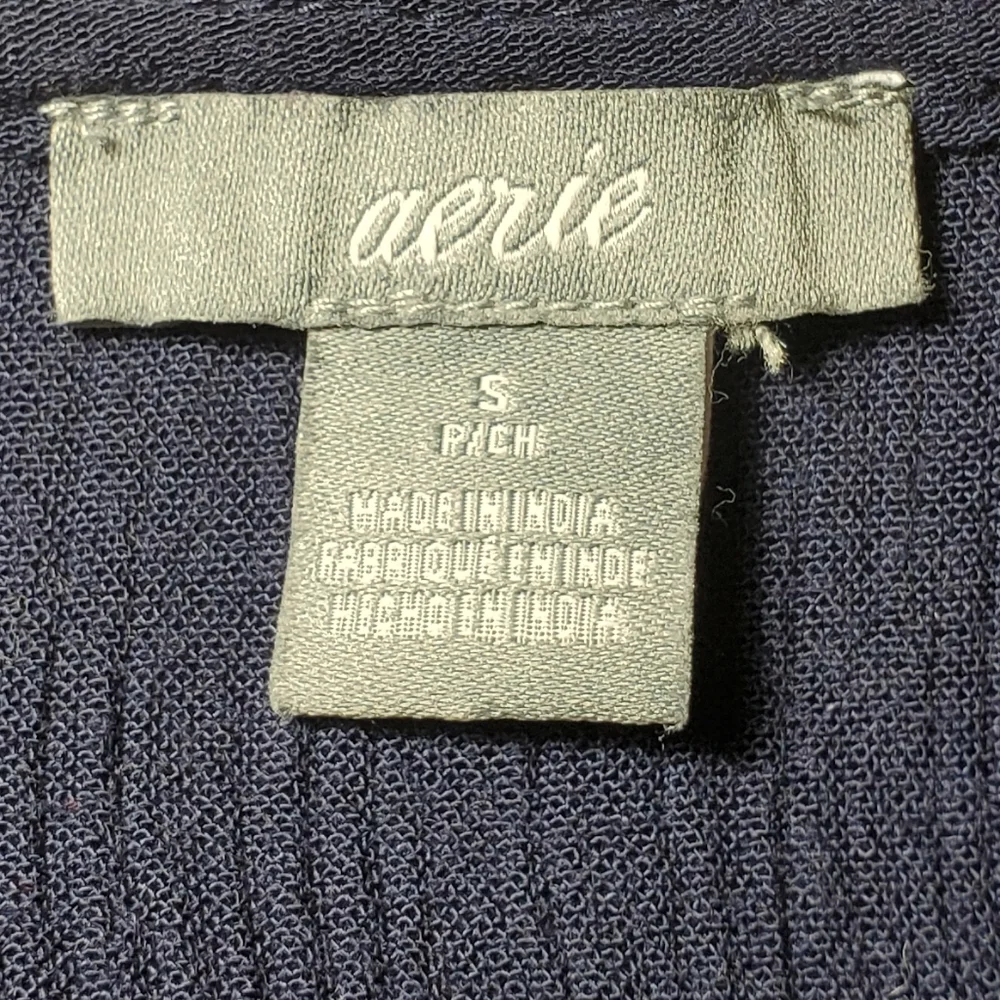 aerie
S
P/CH
MADE IN INDIA
FABRIQUÉ EN INDE
HECHO EN INDIA